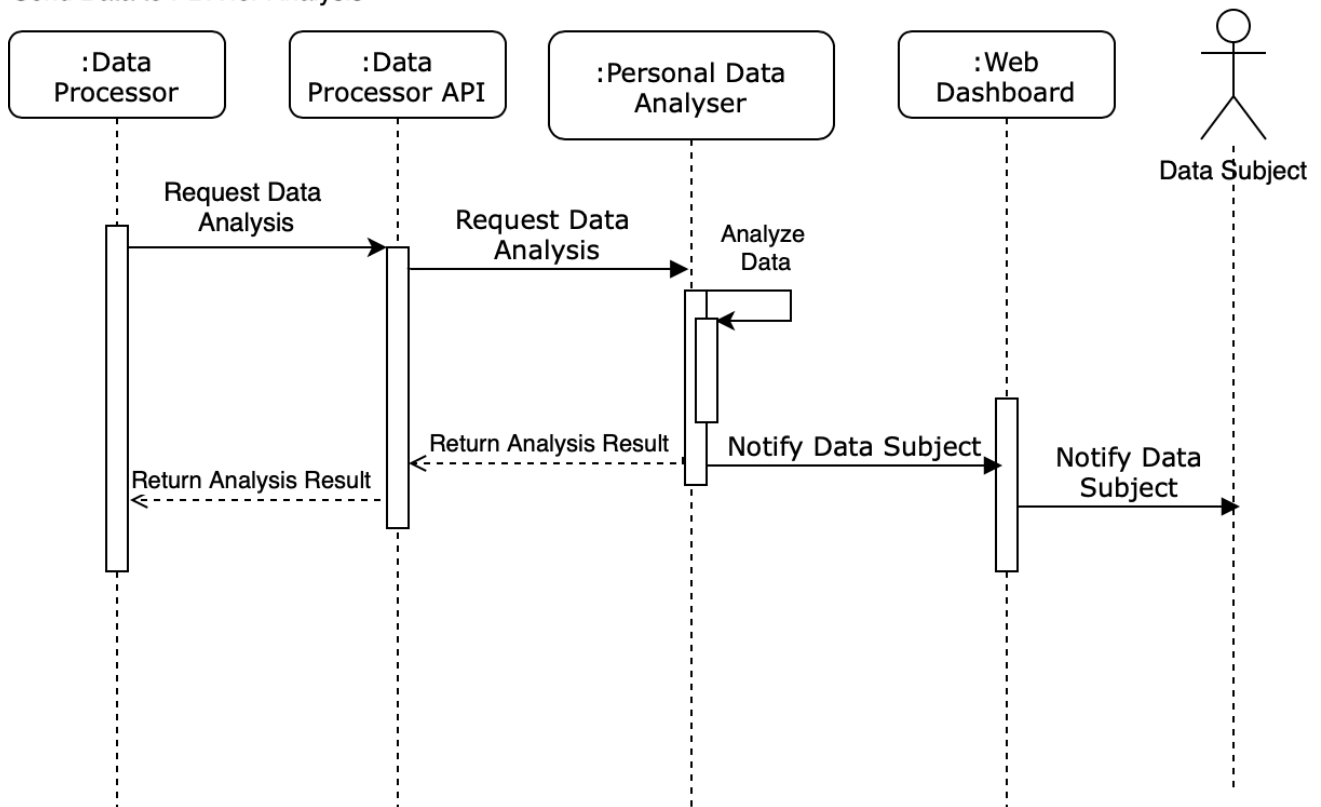 :Data
Processor
:Data
Processor API
:Personal Data
Analyser
:Web
Dashboard
Data Subject
Request Data
Analysis
Request Data
Analysis
Analyze
Data
Return Analysis Result
Notify Data Subject
Notify Data
Subject
Return Analysis Result